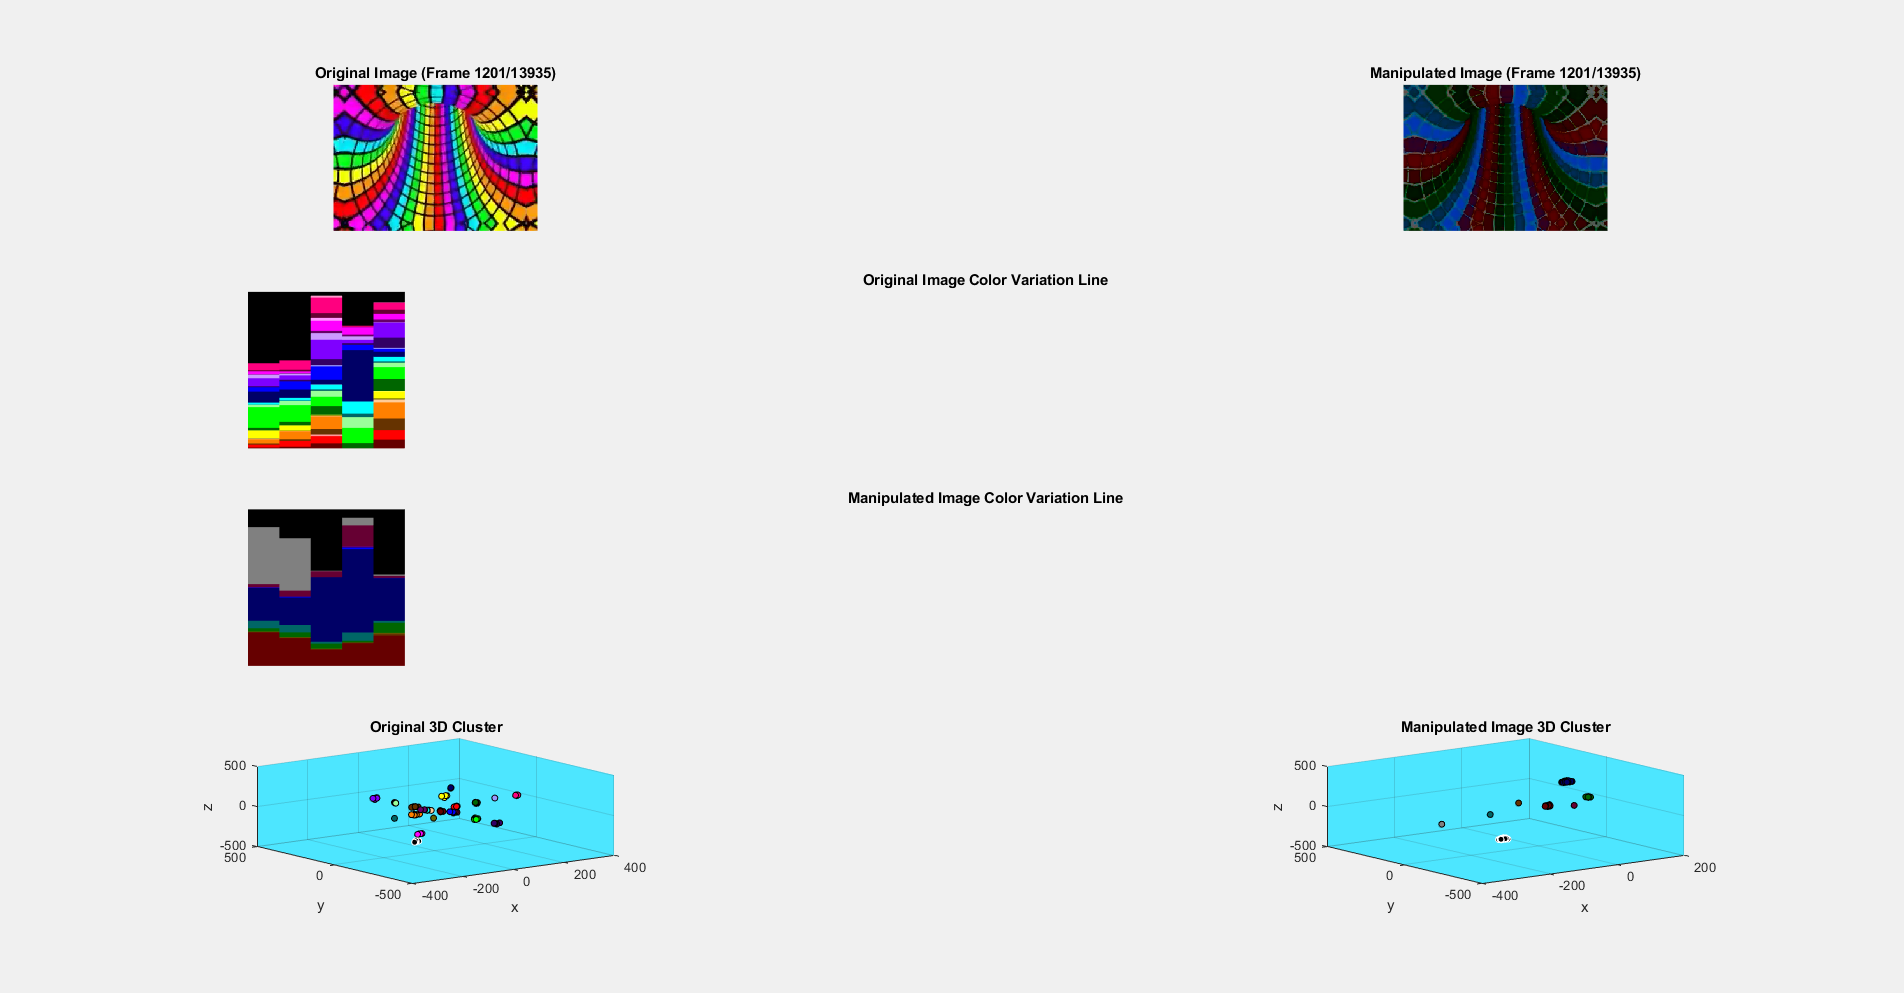 Original Image (Frame 1201/13935)
Manipulated Image (Frame 1201/13935)
Original Image Color Variation Line
Manipulated Image Color Variation Line
Original 3D Cluster
500
0
-500
z
500
0
-500
y
-400
-200
0
200
400
x
Manipulated Image 3D Cluster
500
0
-500
z
500
0
-500
y
-400
-200
0
200
x